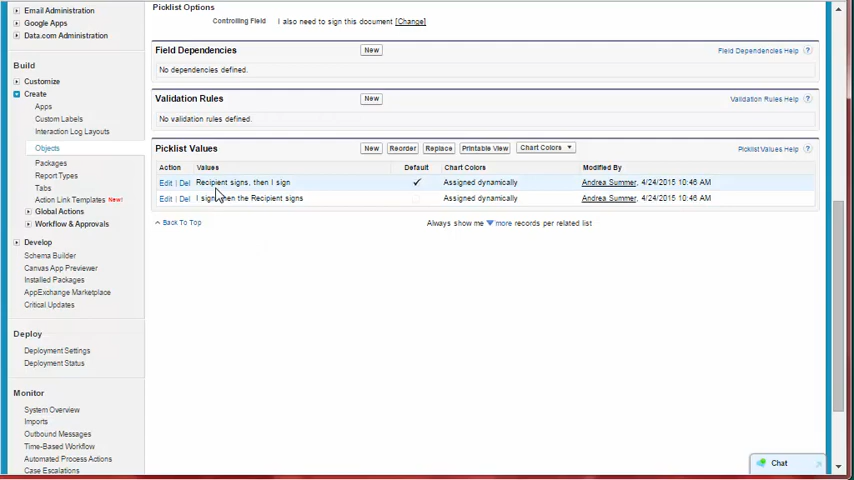 Email Administration
Google Apps
Data.com Administration
Build
Customize
Create
Apps
Custom Labels
Interaction Log Layouts
Objects
Packages
Report Types
Tabs
Action Link Templates New!
Global Actions
Workflow & Approvals
Develop
Schema Builder
Canvas App Previewer
Installed Packages
AppExchange Marketplace
Critical Updates
Deploy
Deployment Settings
Deployment Status
Monitor
System Overview
Imports
Outbound Messages
Time-Based Workflow
Automated Process Actions
Case Escalations
Picklist Options
Controlling Field I also need to sign this document [Change]
Field Dependencies New Field Dependencies Help ?
No dependencies defined.
Validation Rules New Validation Rules Help ?
No validation rules defined.
Picklist Values New Reorder Replace Printable View Chart Colors Picklist Values Help ?
Action Values Default Chart Colors Modified By
Edit | Del Recipient signs, then I sign ✓ Assigned dynamically Andrea Summer, 4/24/2015 10:46 AM
Edit | Del I sign, then the Recipient signs Assigned dynamically Andrea Summer, 4/24/2015 10:46 AM
Back To Top Always show me more records per related list
Chat